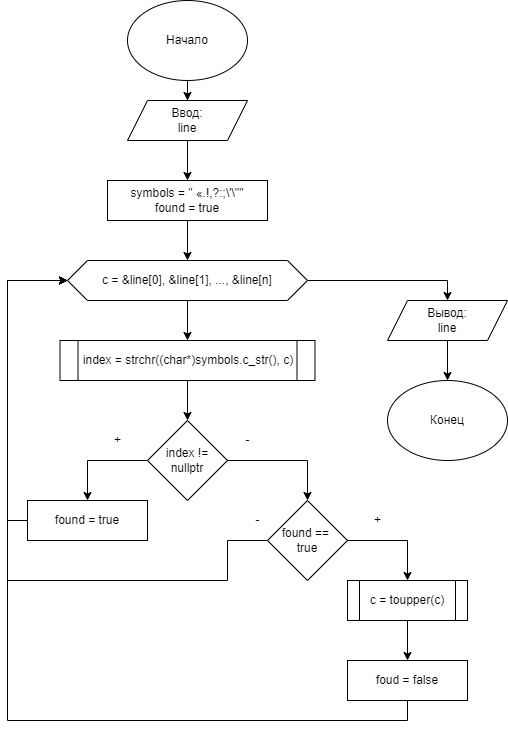 Начало
Ввод:
line
symbols = " «.!,?:;\'\""
found = true
c = &line[0], &line[1], ..., &line[n]
Вывод:
line
index = strchr((char*)symbols.c_str(), c)
Конец
index !=
nullptr
+
-
found = true
found ==
true
-
+
c = toupper(c)
foud = false